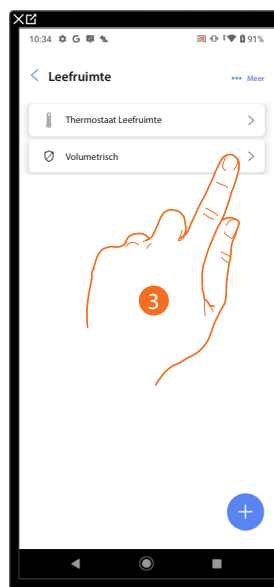 10:34 91%
Leefruimte ••• Meer
Thermostaat Leefruimte
Volumetrisch
3